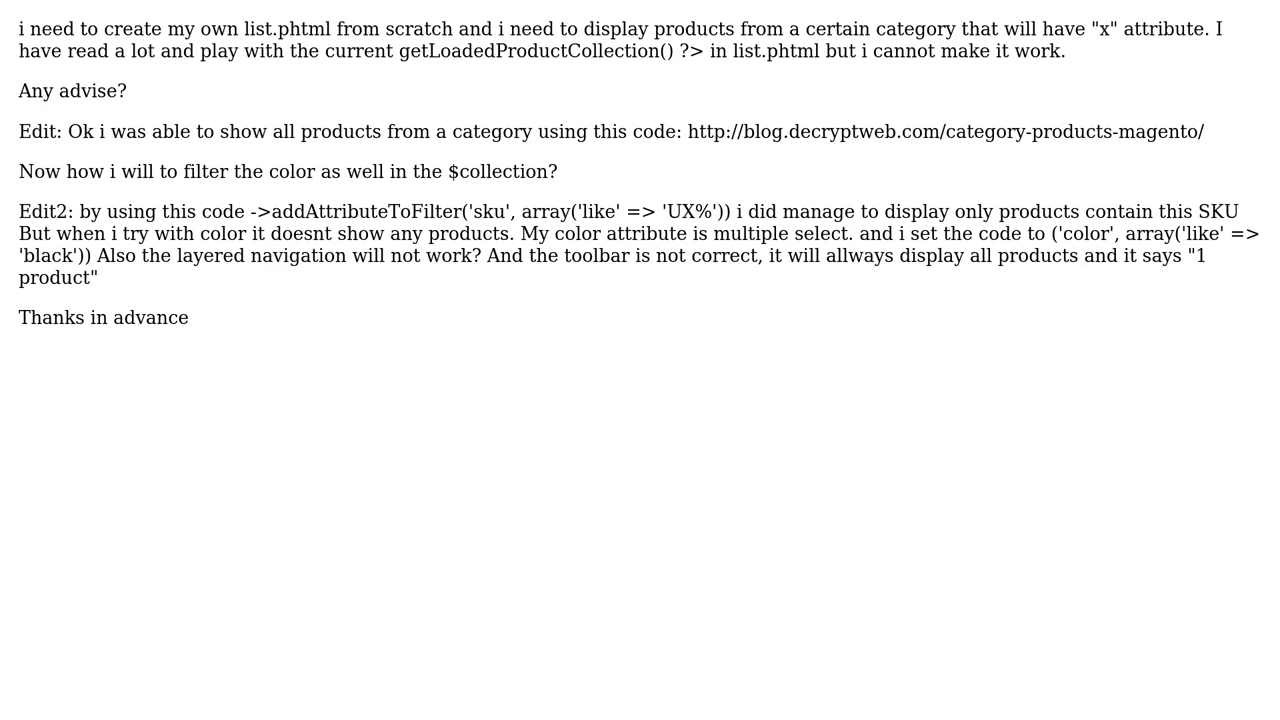 i need to create my own list.phtml from scratch and i need to display products from a certain category that will have "x" attribute. I
have read a lot and play with the current getLoadedProductCollection() ?> in list.phtml but i cannot make it work.
Any advise?
Edit: Ok i was able to show all products from a category using this code: http://blog.decryptweb.com/category-products-magento/
Now how i will to filter the color as well in the $collection?
Edit2: by using this code ->addAttributeToFilter('sku', array('like' => 'UX%')) i did manage to display only products contain this SKU
But when i try with color it doesnt show any products. My color attribute is multiple select. and i set the code to ('color', array('like' =>
'black')) Also the layered navigation will not work? And the toolbar is not correct, it will allways display all products and it says "1
product"
Thanks in advance